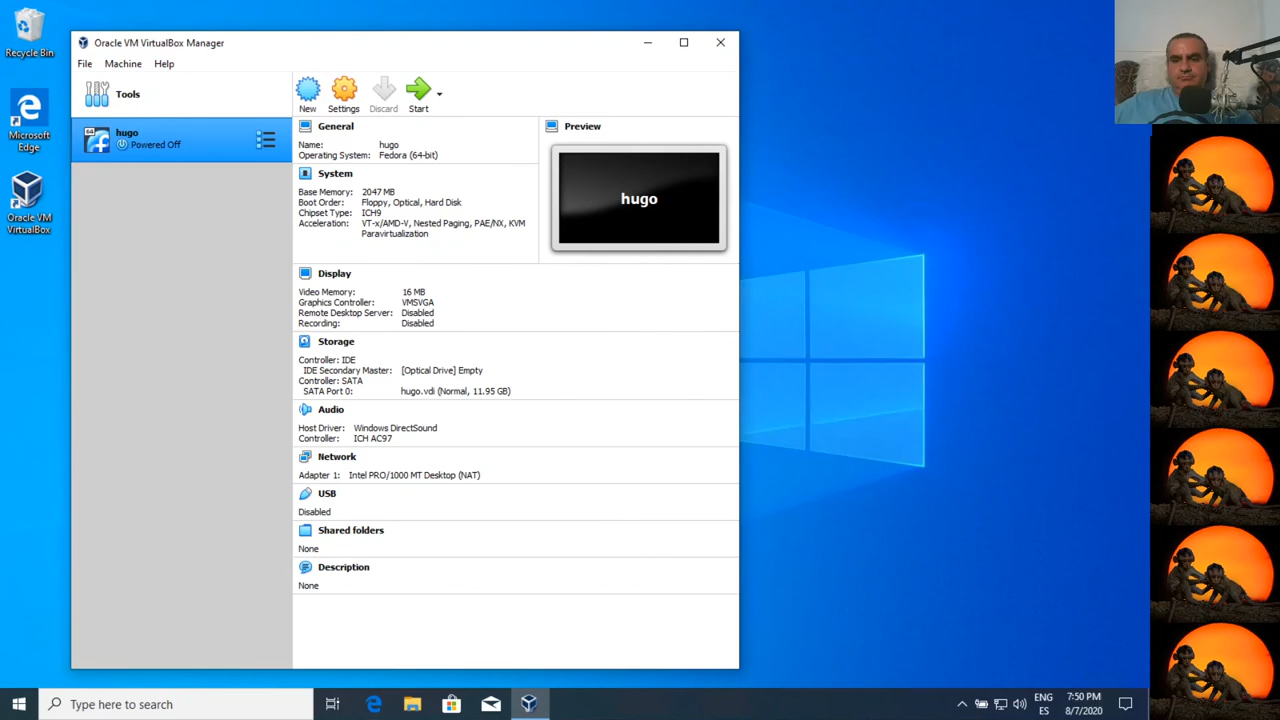 Recycle Bin
Microsoft
Edge
Oracle VM
VirtualBox
Oracle VM VirtualBox Manager
File Machine Help
Tools
New Settings Discard Start
64
hugo
Powered Off
General
Name: hugo
Operating System: Fedora (64-bit)
System
Base Memory: 2047 MB
Boot Order: Floppy, Optical, Hard Disk
Chipset Type: ICH9
Acceleration: VT-x/AMD-V, Nested Paging, PAE/NX, KVM
Paravirtualization
Preview
hugo
Display
Video Memory: 16 MB
Graphics Controller: VMSVGA
Remote Desktop Server: Disabled
Recording: Disabled
Storage
Controller: IDE
IDE Secondary Master: [Optical Drive] Empty
Controller: SATA
SATA Port 0: hugo.vdi (Normal, 11.95 GB)
Audio
Host Driver: Windows DirectSound
Controller: ICH AC97
Network
Adapter 1: Intel PRO/1000 MT Desktop (NAT)
USB
Disabled
Shared folders
None
Description
None
Type here to search
ENG
ES
7:50 PM
8/7/2020